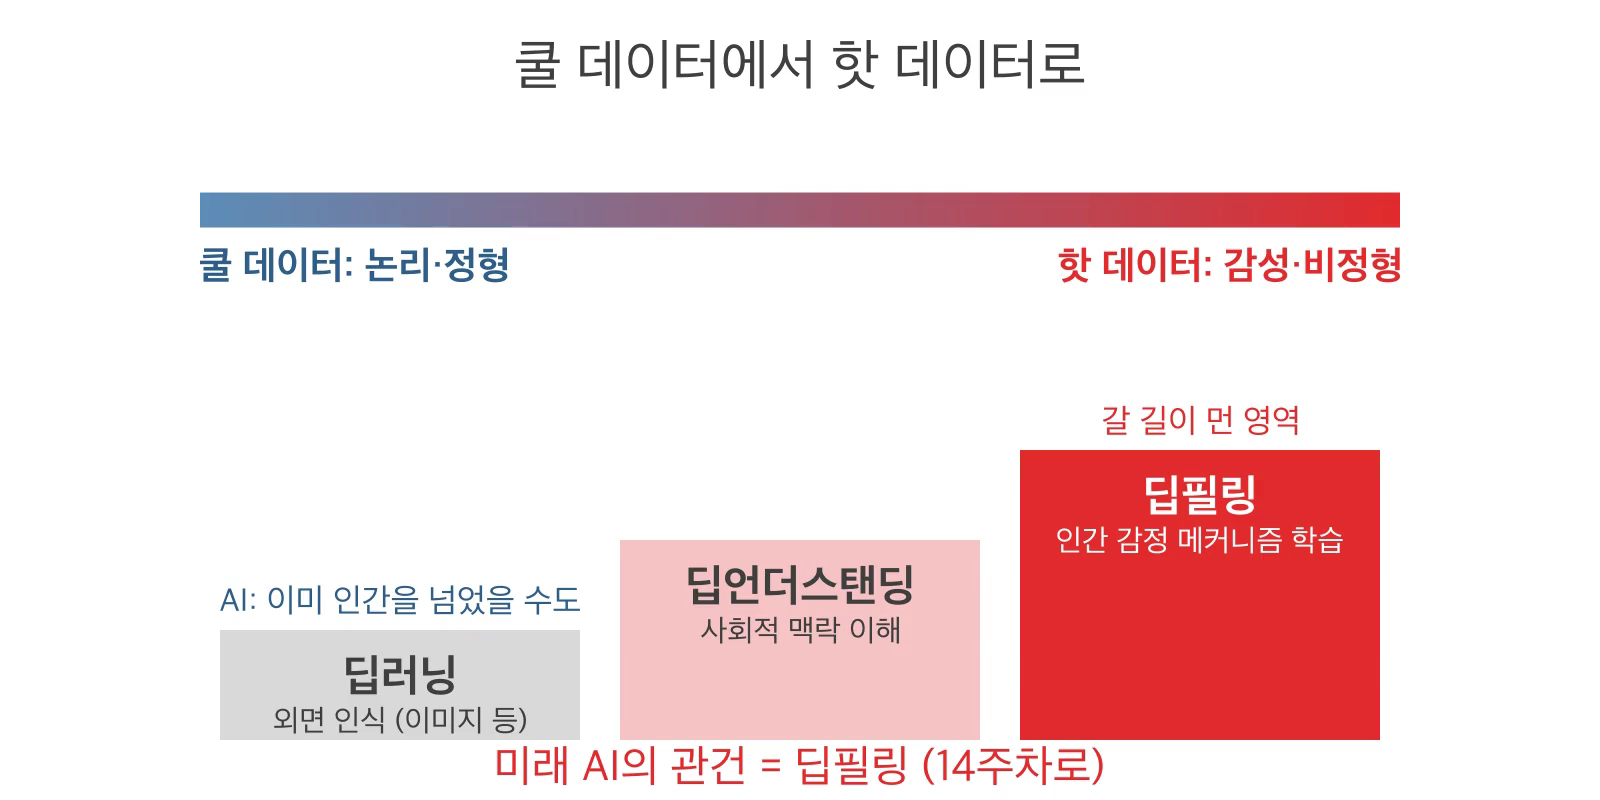 쿨 데이터에서 핫 데이터로
쿨 데이터: 논리·정형
핫 데이터: 감성·비정형
갈 길이 먼 영역
딥필링
인간 감정 메커니즘 학습
딥언더스탠딩
사회적 맥락 이해
AI: 이미 인간을 넘었을 수도
딥러닝
외면 인식 (이미지 등)
미래 AI의 관건 = 딥필링 (14주차로)